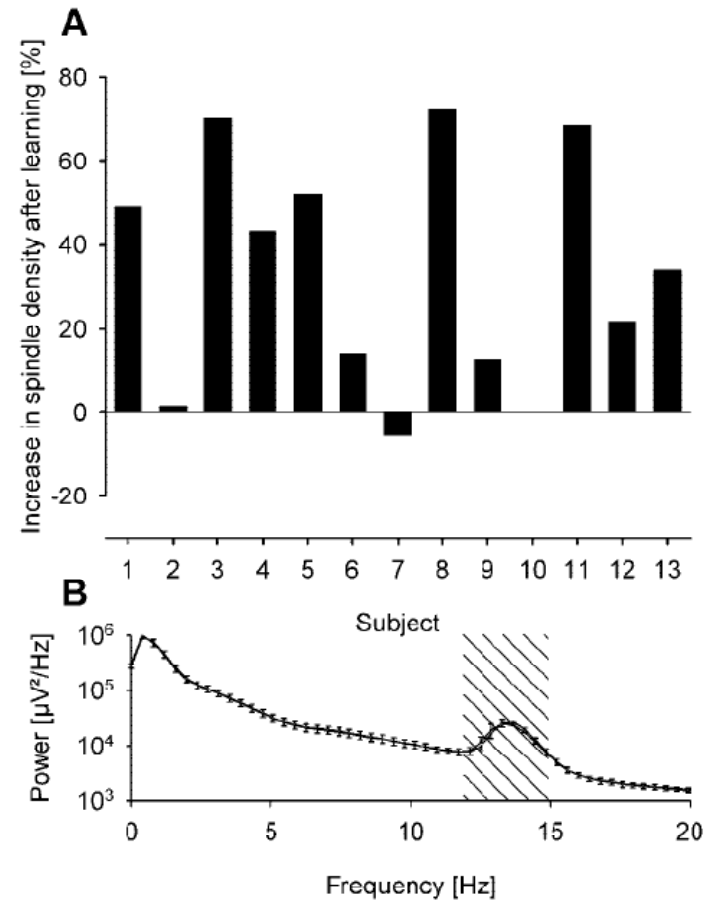 A
Increase in spindle density after learning [%]
80
60
40
20
0
-20
1 2 3 4 5 6 7 8 9 10 11 12 13
Subject
B
Power [µV²/Hz]
10⁶
10⁵
10⁴
10³
0 5 10 15 20
Frequency [Hz]